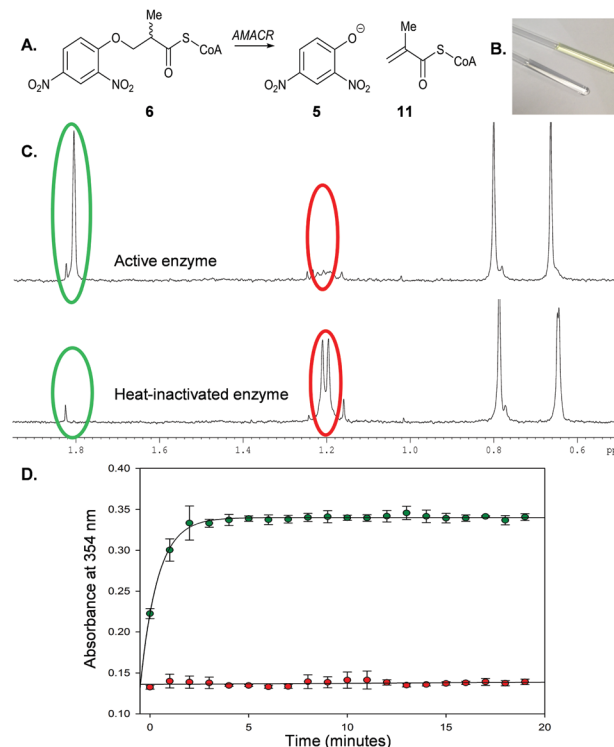 A.
Me
O
S
CoA
O
O₂N
NO₂
6
AMACR
O⊖
O₂N
NO₂
5
Me
S
CoA
O
11
B.
C.
Active enzyme
Heat-inactivated enzyme
1.8 1.6 1.4 1.2 1.0 0.8 0.6
D.
Absorbance at 354 nm
0.40
0.35
0.30
0.25
0.20
0.15
0.10
0 5 10 15 20
Time (minutes)